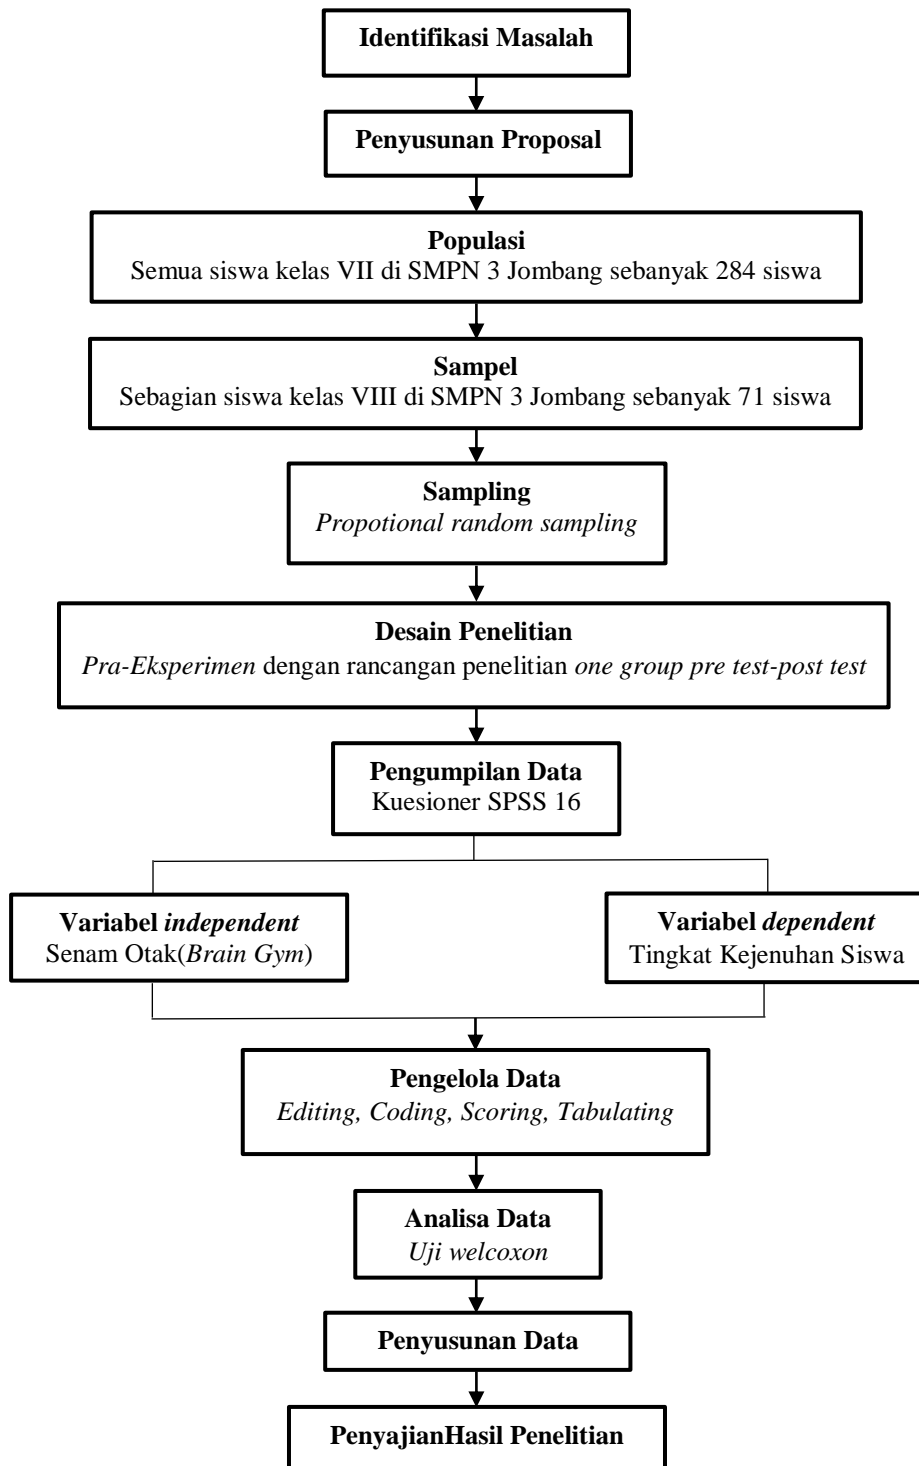 Identifikasi Masalah
Penyusunan Proposal
Populasi
Semua siswa kelas VII di SMPN 3 Jombang sebanyak 284 siswa
Sampel
Sebagian siswa kelas VIII di SMPN 3 Jombang sebanyak 71 siswa
Sampling
Propotional random sampling
Desain Penelitian
Pra-Eksperimen dengan rancangan penelitian one group pre test-post test
Pengumpilan Data
Kuesioner SPSS 16
Variabel independent
Senam Otak(Brain Gym)
Variabel dependent
Tingkat Kejenuhan Siswa
Pengelola Data
Editing, Coding, Scoring, Tabulating
Analisa Data
Uji welcoxon
Penyusunan Data
PenyajianHasil Penelitian